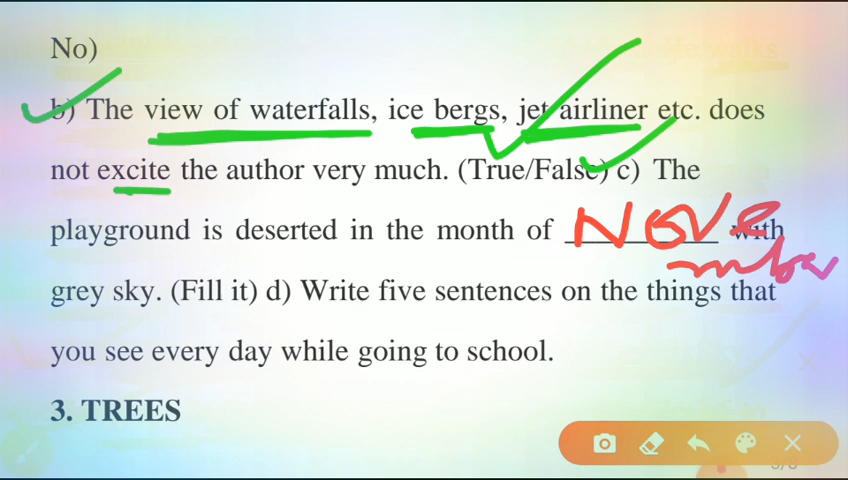 No)
b) The view of waterfalls, ice bergs, jet airliner etc. does
not excite the author very much. (True/False) c) The
playground is deserted in the month of __________ with
November
grey sky. (Fill it) d) Write five sentences on the things that
you see every day while going to school.
3. TREES